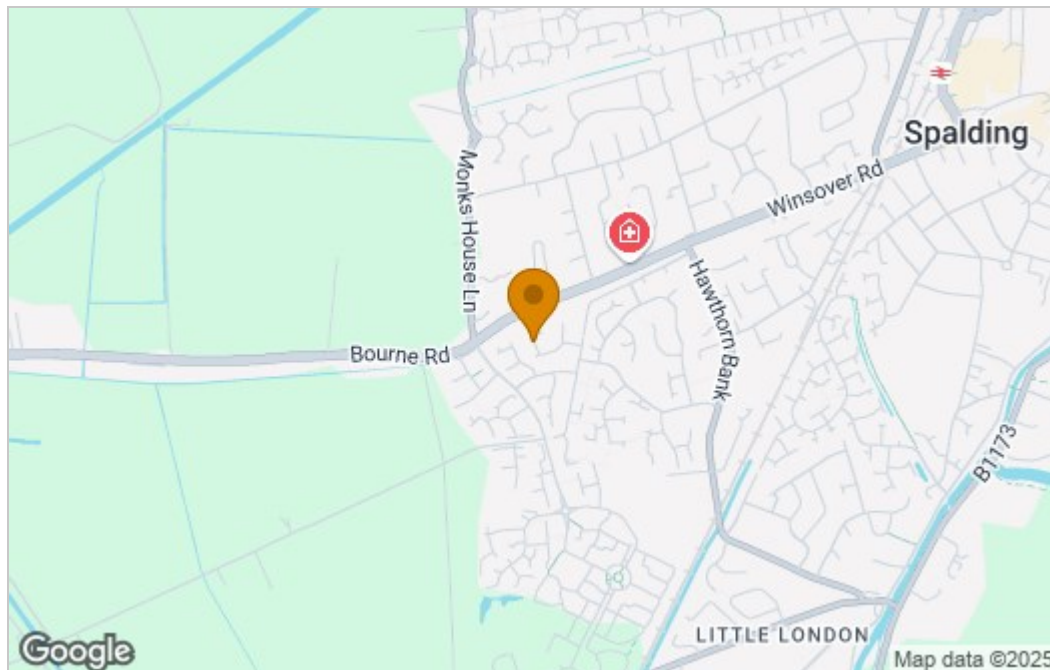 Spalding
Winsover Rd
Monks House Ln
Hawthorn Bank
Bourne Rd
B1173
LITTLE LONDON
Google
Map data ©2025